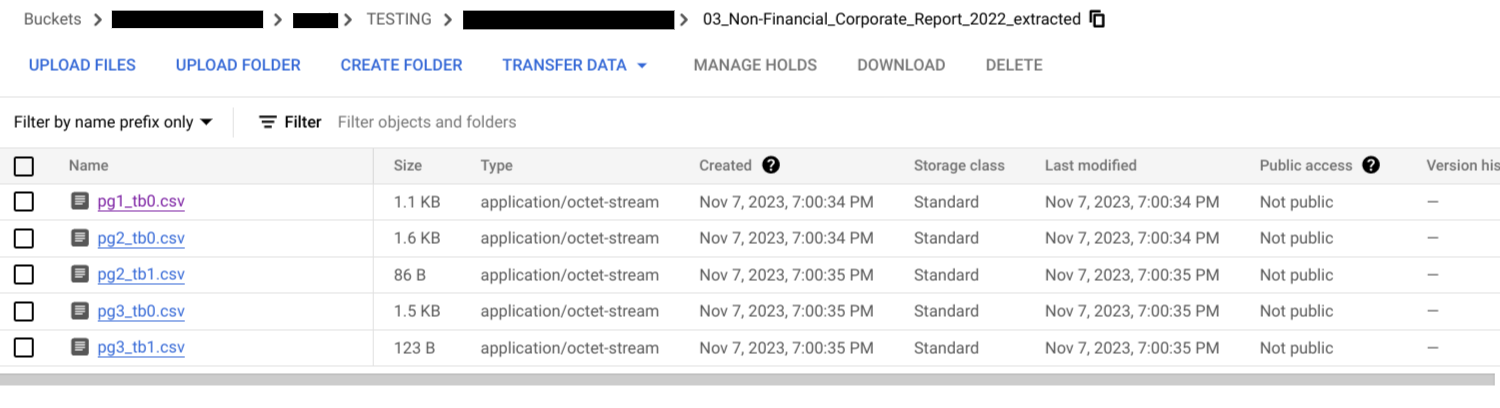 Buckets > > > TESTING > > 03_Non-Financial_Corporate_Report_2022_extracted
UPLOAD FILES UPLOAD FOLDER CREATE FOLDER TRANSFER DATA MANAGE HOLDS DOWNLOAD DELETE
Filter by name prefix only Filter Filter objects and folders
Name Size Type Created ? Storage class Last modified Public access ? Version his
pg1_tb0.csv 1.1 KB application/octet-stream Nov 7, 2023, 7:00:34 PM Standard Nov 7, 2023, 7:00:34 PM Not public —
pg2_tb0.csv 1.6 KB application/octet-stream Nov 7, 2023, 7:00:34 PM Standard Nov 7, 2023, 7:00:34 PM Not public —
pg2_tb1.csv 86 B application/octet-stream Nov 7, 2023, 7:00:35 PM Standard Nov 7, 2023, 7:00:35 PM Not public —
pg3_tb0.csv 1.5 KB application/octet-stream Nov 7, 2023, 7:00:35 PM Standard Nov 7, 2023, 7:00:35 PM Not public —
pg3_tb1.csv 123 B application/octet-stream Nov 7, 2023, 7:00:35 PM Standard Nov 7, 2023, 7:00:35 PM Not public —